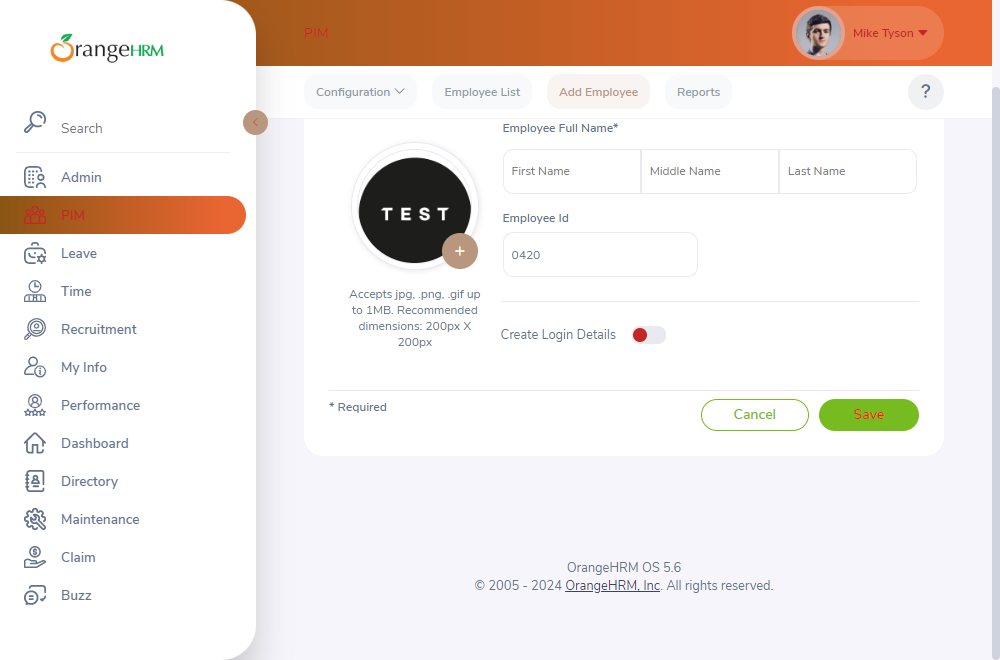 OrangeHRM
PIM
Mike Tyson
Search
Admin
PIM
Leave
Time
Recruitment
My Info
Performance
Dashboard
Directory
Maintenance
Claim
Buzz
Configuration
Employee List
Add Employee
Reports
?
TEST
+
Accepts jpg, .png, .gif up
to 1MB. Recommended
dimensions: 200px X
200px
Employee Full Name*
First Name
Middle Name
Last Name
Employee Id
0420
Create Login Details
* Required
Cancel
Save
OrangeHRM OS 5.6
© 2005 - 2024 OrangeHRM, Inc. All rights reserved.